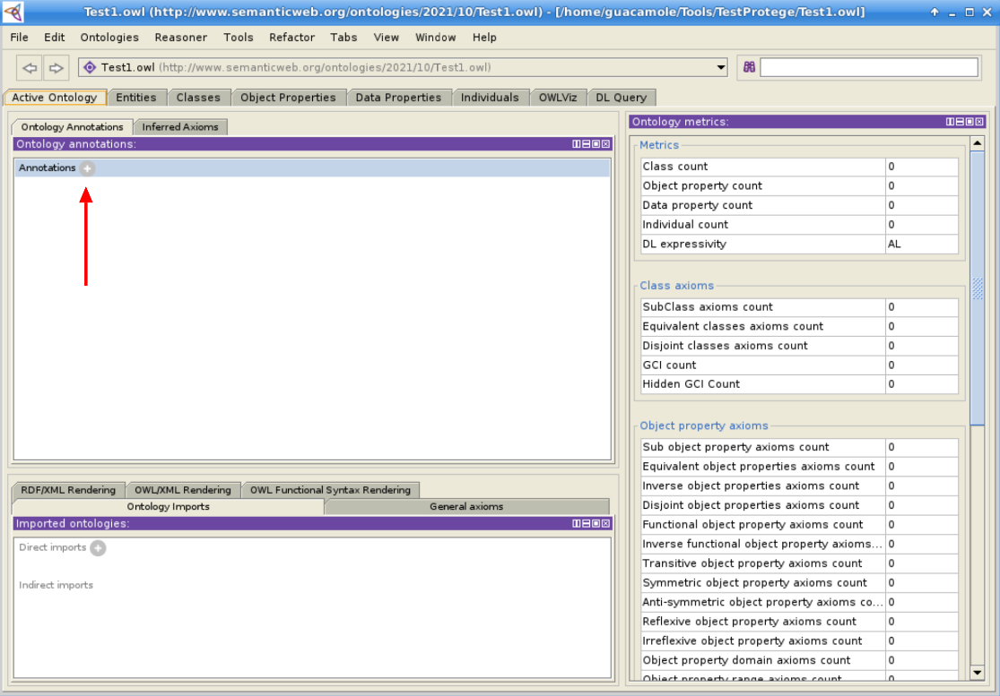 Test1.owl (http://www.semanticweb.org/ontologies/2021/10/Test1.owl) - [/home/guacamole/Tools/TestProtege/Test1.owl]
File Edit Ontologies Reasoner Tools Refactor Tabs View Window Help
Test1.owl (http://www.semanticweb.org/ontologies/2021/10/Test1.owl)
Active Ontology Entities Classes Object Properties Data Properties Individuals OWLViz DL Query
Ontology Annotations Inferred Axioms
Ontology annotations:
Annotations
RDF/XML Rendering OWL/XML Rendering OWL Functional Syntax Rendering
Ontology Imports General axioms
Imported ontologies:
Direct imports
Indirect imports
Ontology metrics:
Metrics
Class count 0
Object property count 0
Data property count 0
Individual count 0
DL expressivity AL
Class axioms
SubClass axioms count 0
Equivalent classes axioms count 0
Disjoint classes axioms count 0
GCI count 0
Hidden GCI Count 0
Object property axioms
Sub object property axioms count 0
Equivalent object properties axioms count 0
Inverse object properties axioms count 0
Disjoint object properties axioms count 0
Functional object property axioms count 0
Inverse functional object property axioms... 0
Transitive object property axioms count 0
Symmetric object property axioms count 0
Anti-symmetric object property axioms co... 0
Reflexive object property axioms count 0
Irreflexive object property axioms count 0
Object property domain axioms count 0
Object property range axioms count 0